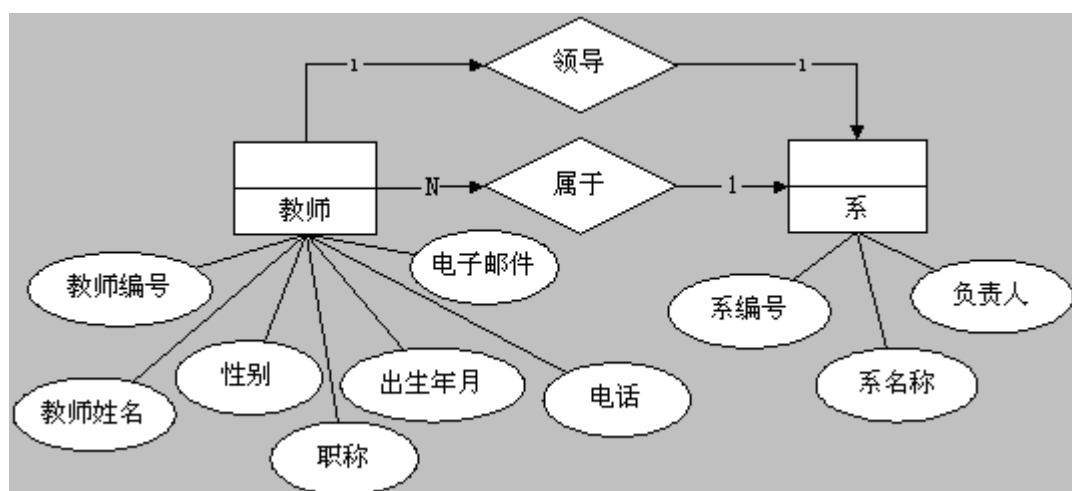 领导
1
1
属于
N
1
教师
系
电子邮件
教师编号
负责人
系编号
性别
出生年月
系名称
电话
教师姓名
职称